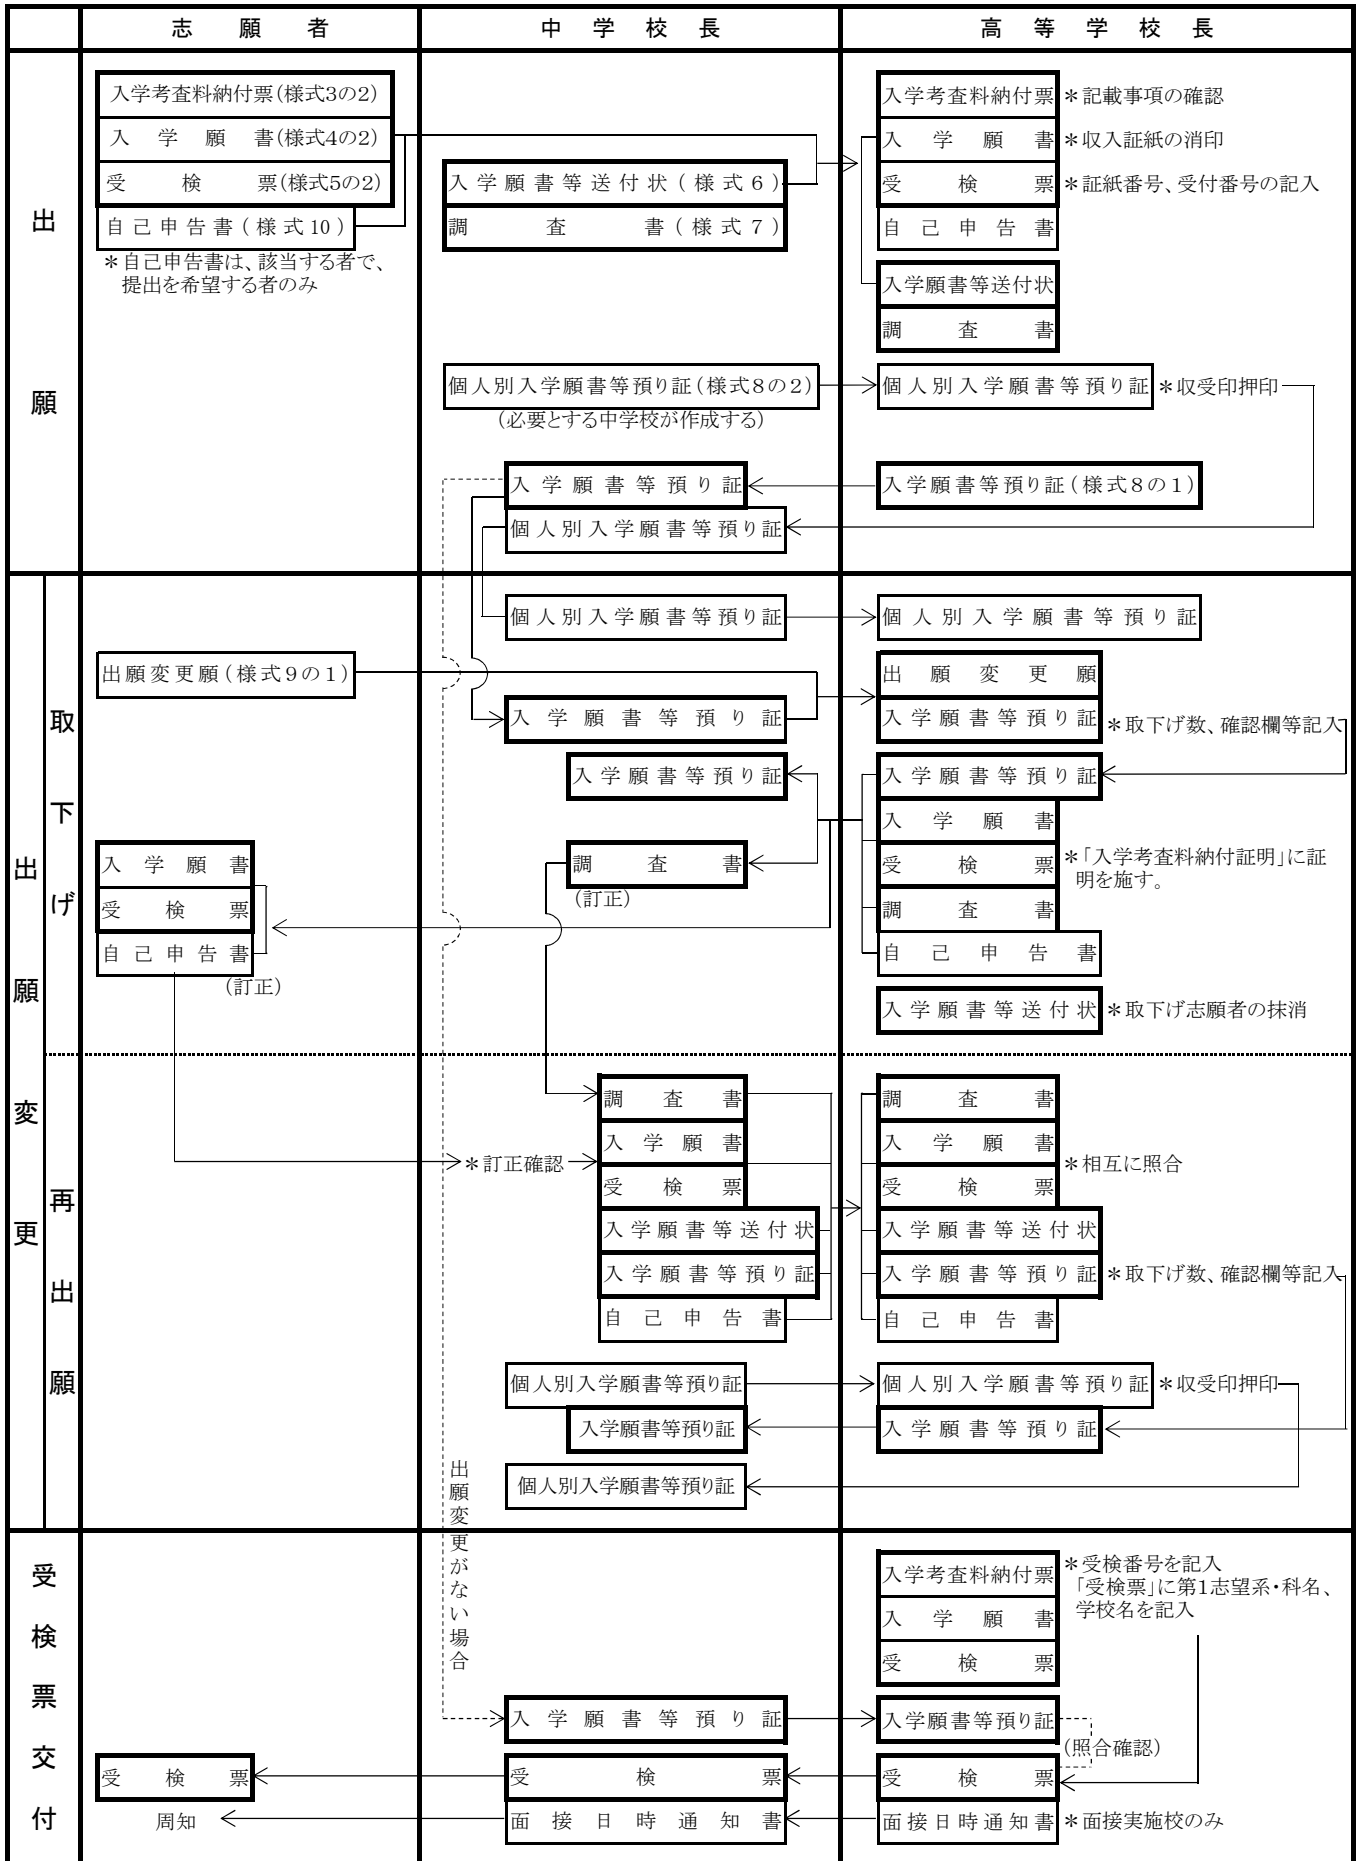 志願者 中学校長 高等学校長
出願
入学考査料納付票(様式3の2)
入学願書(様式4の2)
受検票(様式5の2)
自己申告書(様式10)
＊自己申告書は、該当する者で、
提出を希望する者のみ
入学願書等送付状(様式6)
調査書(様式7)
入学考査料納付票 ＊記載事項の確認
入学願書 ＊収入証紙の消印
受検票 ＊証紙番号、受付番号の記入
自己申告書
入学願書等送付状
調査書
個人別入学願書等預り証(様式8の2)
(必要とする中学校が作成する)
個人別入学願書等預り証 ＊収受印押印
入学願書等預り証
入学願書等預り証(様式8の1)
個人別入学願書等預り証
出願変更
取下げ
個人別入学願書等預り証
個人別入学願書等預り証
出願変更願(様式9の1)
出願変更願
入学願書等預り証
入学願書等預り証 ＊取下げ数、確認欄等記入
入学願書等預り証
入学願書等預り証
入学願書
受検票
調査書
自己申告書
＊「入学考査料納付証明」に証
明を施す。
調査書
(訂正)
入学願書
受検票
自己申告書
(訂正)
入学願書等送付状 ＊取下げ志願者の抹消
再出願
＊訂正確認
調査書
入学願書
受検票
入学願書等送付状
入学願書等預り証
自己申告書
調査書
入学願書
受検票
＊相互に照合
入学願書等送付状
入学願書等預り証 ＊取下げ数、確認欄等記入
自己申告書
個人別入学願書等預り証
個人別入学願書等預り証 ＊収受印押印
入学願書等預り証
入学願書等預り証
個人別入学願書等預り証
出願変更がない場合
受検票交付
入学考査料納付票
入学願書
受検票
＊受検番号を記入
「受検票」に第1志望系・科名、
学校名を記入
入学願書等預り証
入学願書等預り証
(照合確認)
受検票
受検票
受検票
周知
面接日時通知書
面接日時通知書 ＊面接実施校のみ